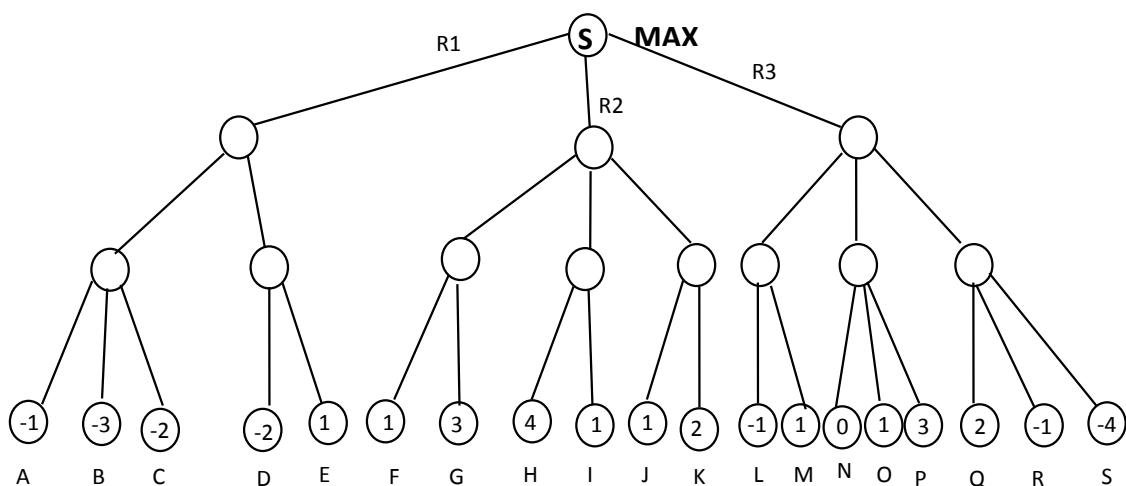 S MAX
R1
R3
R2
-1 -3 -2 -2 1 1 3 4 1 1 2 -1 1 0 1 3 2 -1 -4
A B C D E F G H I J K L M N O P Q R S